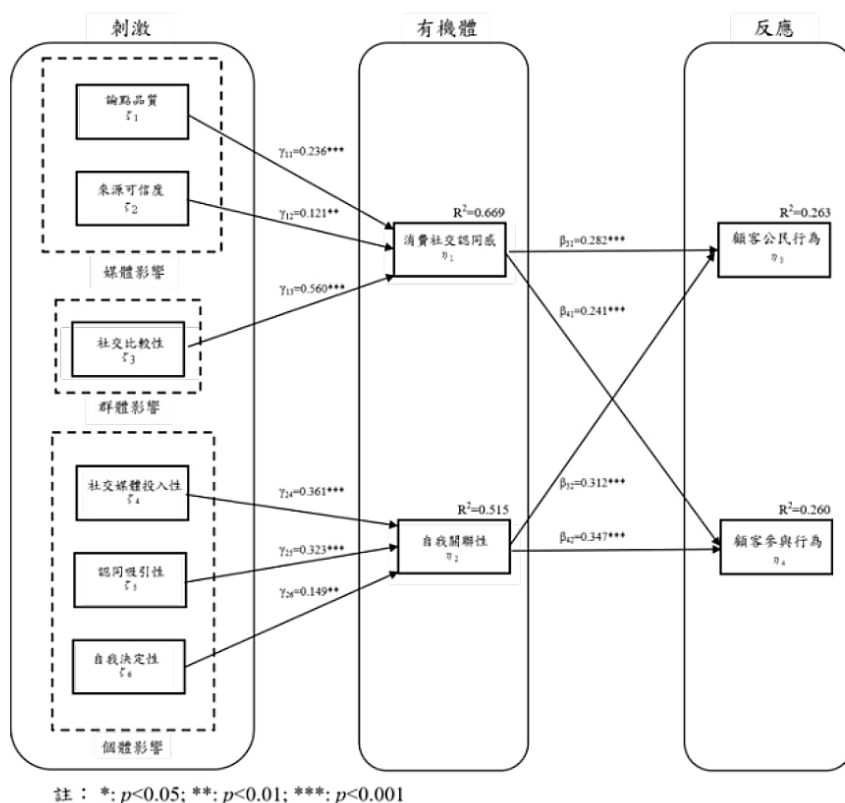 刺激
有機體
反應
論點品質
ζ1
來源可信度
ζ2
媒體影響
社交比較性
ζ3
群體影響
社交媒體投入性
ζ4
認同吸引性
ζ5
自我決定性
ζ6
個體影響
γ11=0.236***
γ12=0.121**
γ13=0.560***
γ24=0.361***
γ25=0.323***
γ26=0.149**
R²=0.669
消費社交認同感
η1
R²=0.515
自我關聯性
η2
β31=0.282***
β41=0.241***
β32=0.312***
β42=0.347***
R²=0.263
顧客公民行為
η3
R²=0.260
顧客參與行為
η4
註： *: p<0.05; **: p<0.01; ***: p<0.001